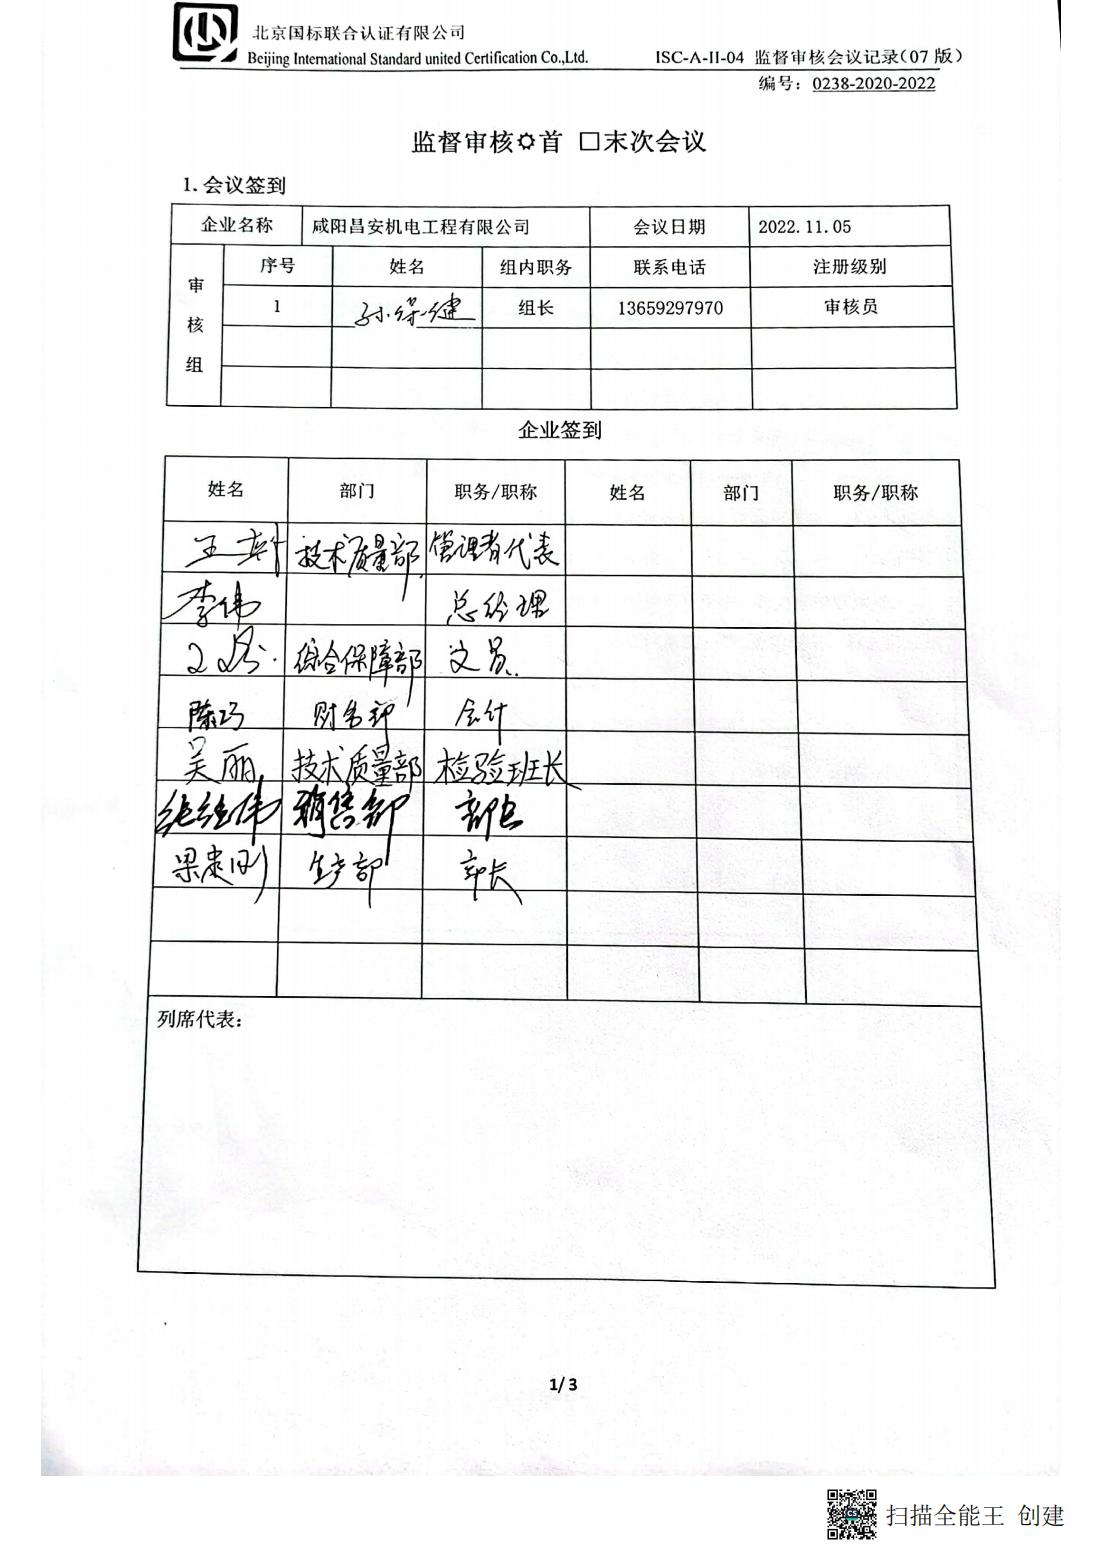 北京国标联合认证有限公司
Beijing International Standard united Certification Co.,Ltd. ISC-A-II-04 监督审核会议记录(07 版)
编号: 0238-2020-2022
监督审核✡首 □末次会议
1.会议签到
企业名称 咸阳昌安机电工程有限公司 会议日期 2022.11.05
审核组 序号 姓名 组内职务 联系电话 注册级别
1 孙保健 组长 13659297970 审核员
企业签到
姓名 部门 职务/职称 姓名 部门 职务/职称
王 技术质量部 管理者代表
李伟 总经理
综合保障部 文员
陈巧 财务部 会计
吴丽 技术质量部 检验班长
伟 销售部 部长
梁 刚 生产部 部长
列席代表:
1/3
扫描全能王 创建